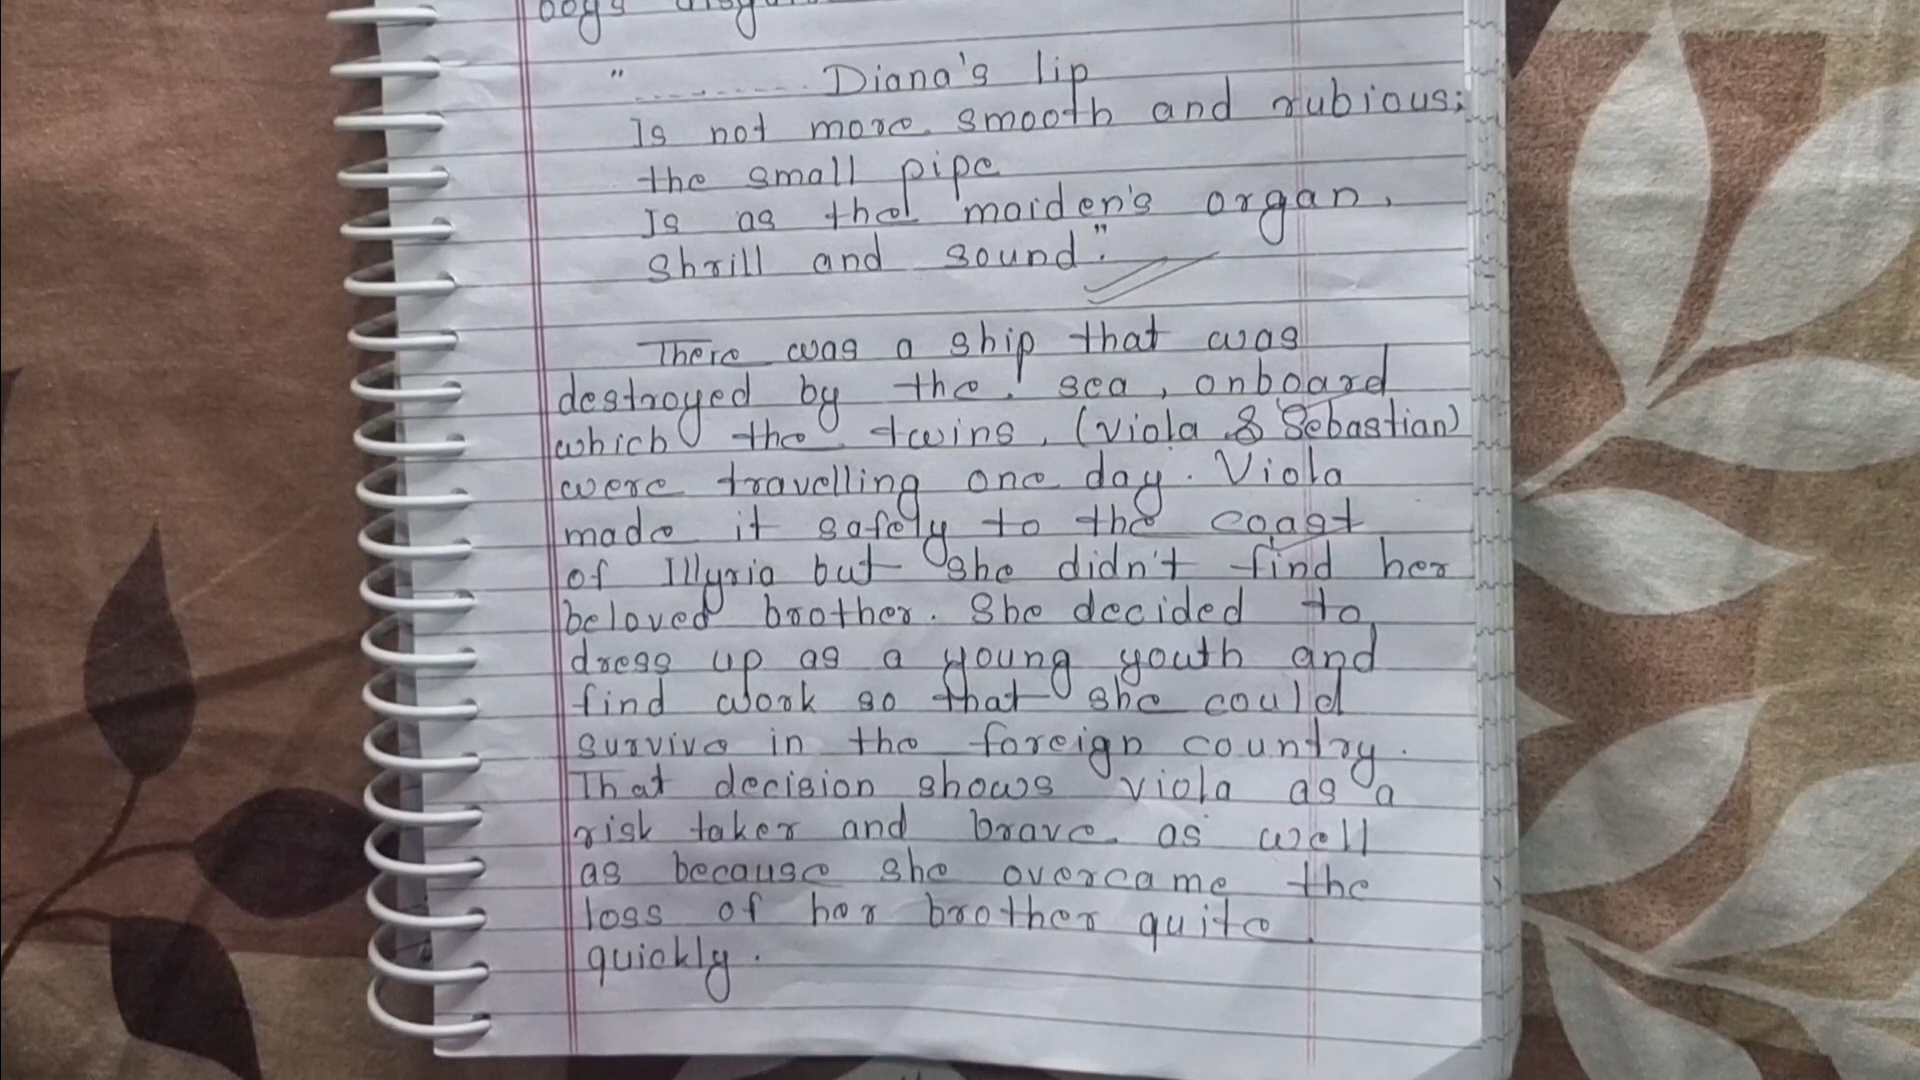 " .......... Diana's lip
Is not more smooth and rubious;
the small pipe
Is as the maiden's organ,
Shrill and sound".
There was a ship that was
destroyed by the sea, onboard
which the twins, (Viola & Sebastian)
were travelling one day. Viola
made it safely to the coast
of Illyria but she didn't find her
beloved brother. She decided to
dress up as a young youth and
find work so that she could
survive in the foreign country.
That decision shows Viola as a
risk taker and brave as well
as because she overcame the
loss of her brother quite
quickly.